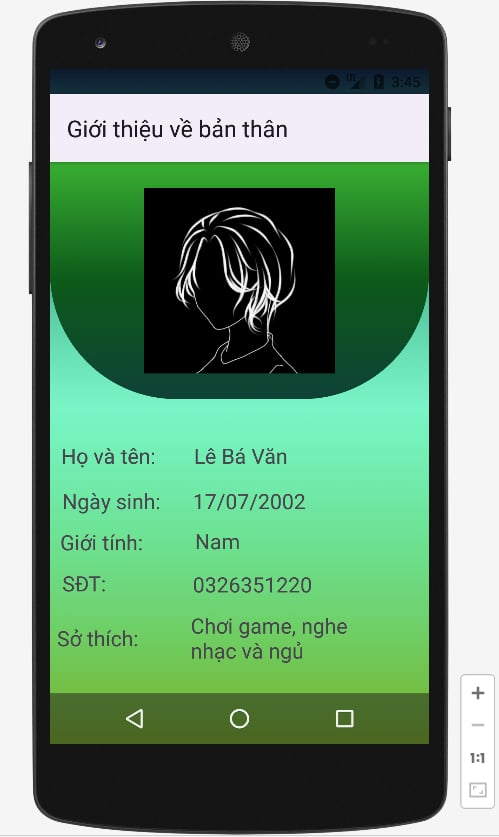 LTE 3:45
Giới thiệu về bản thân
Họ và tên: Lê Bá Văn
Ngày sinh: 17/07/2002
Giới tính: Nam
SĐT: 0326351220
Sở thích: Chơi game, nghe
nhạc và ngủ
1:1